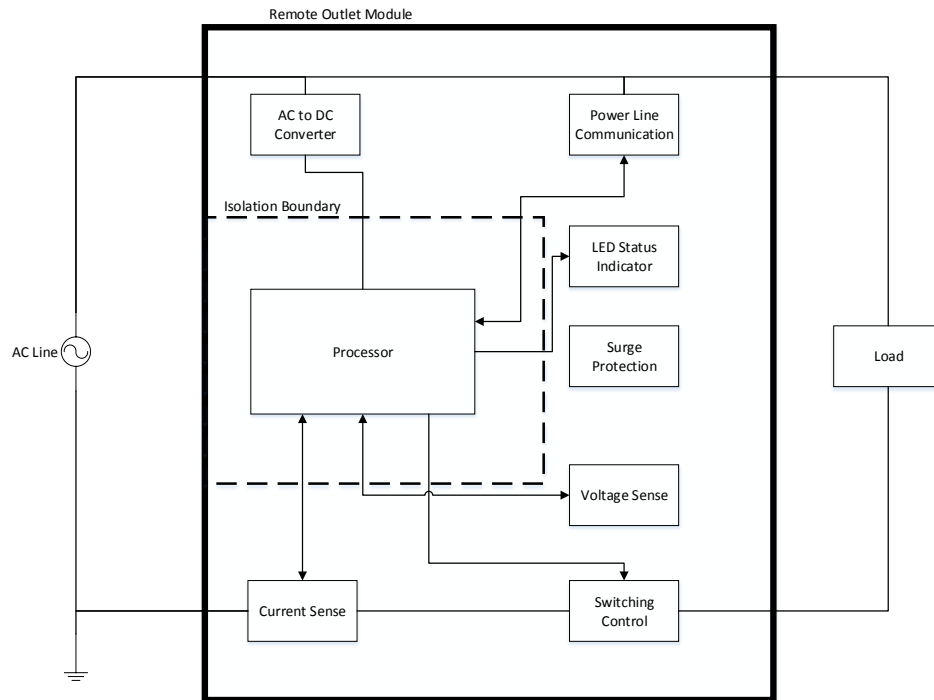 Remote Outlet Module
AC to DC
Converter
Power Line
Communication
Isolation Boundary
LED Status
Indicator
AC Line
Processor
Surge
Protection
Load
Voltage Sense
Current Sense
Switching
Control